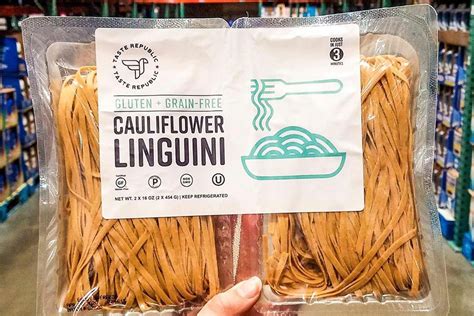 TASTE REPUBLIC
TASTE REPUBLIC
COOKS IN JUST
3
MINUTES
GLUTEN + GRAIN-FREE
CAULIFLOWER
LINGUINI
GF
P
U
NET WT. 2 X 16 OZ (2 X 454 G) | KEEP REFRIGERATED